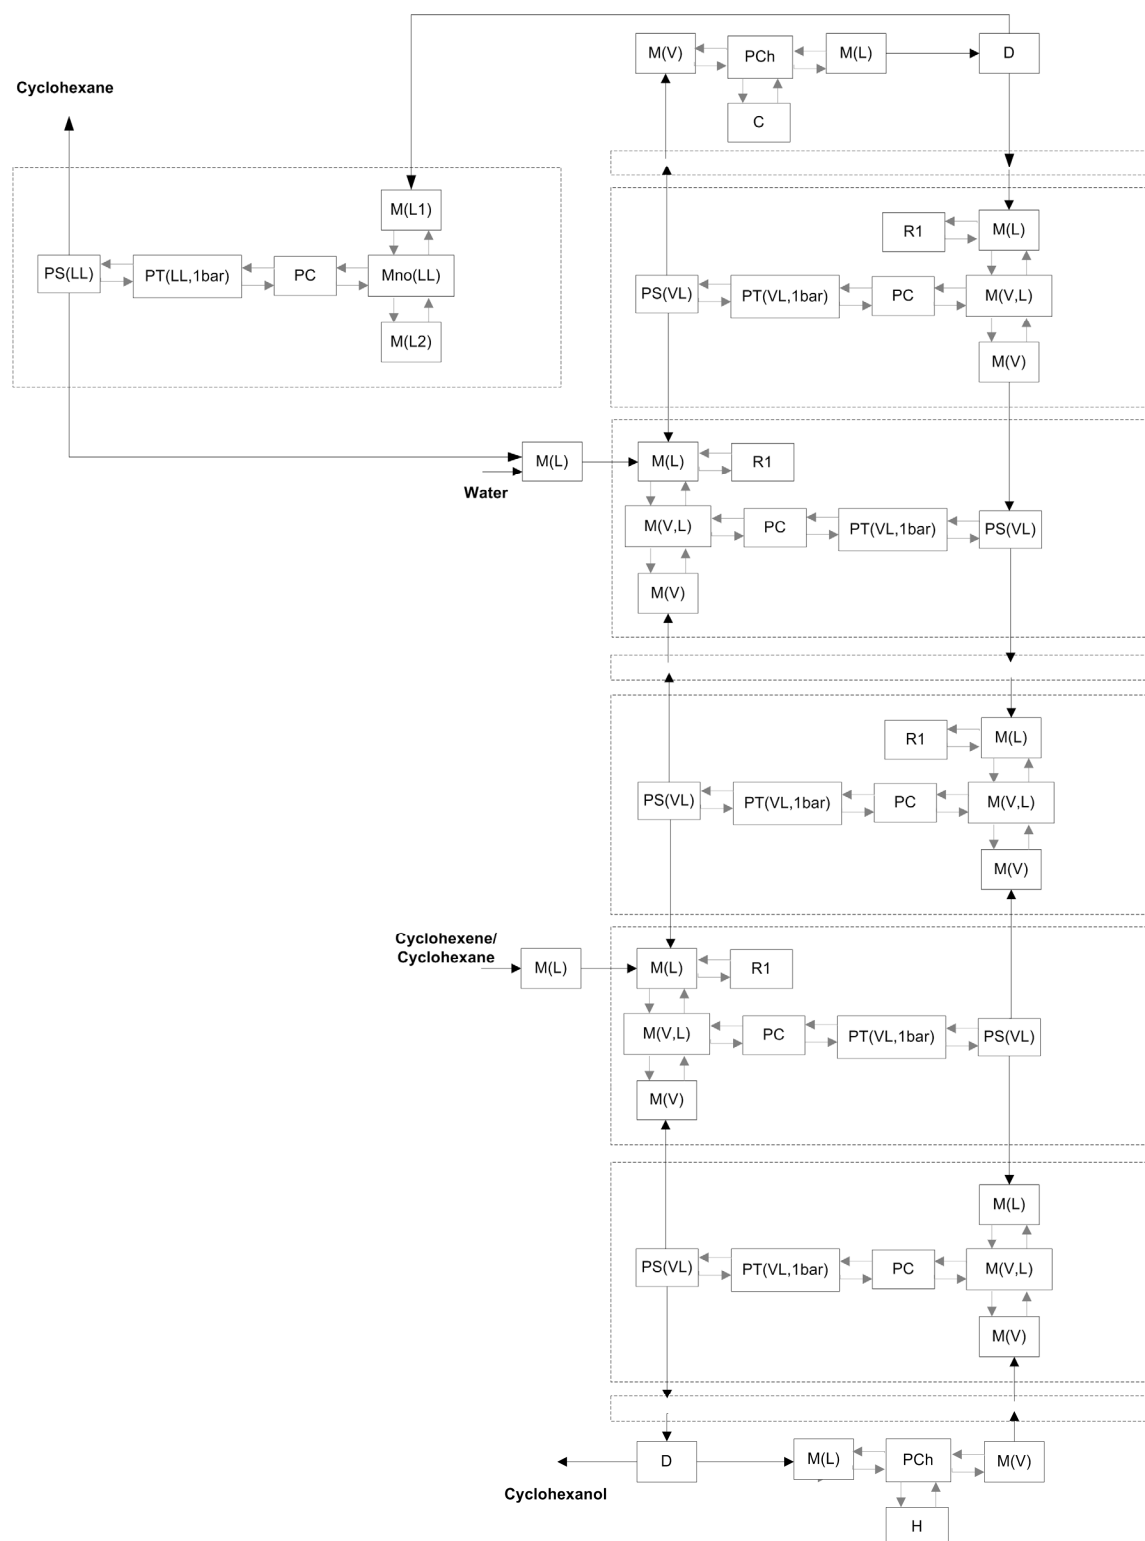 M(V)
PCh
M(L)
D
Cyclohexane
C
M(L1)
R1
M(L)
PS(LL)
PT(LL,1bar)
PC
Mno(LL)
PS(VL)
PT(VL,1bar)
PC
M(V,L)
M(L2)
M(V)
M(L)
M(L)
R1
Water
M(V,L)
PC
PT(VL,1bar)
PS(VL)
M(V)
R1
M(L)
PS(VL)
PT(VL,1bar)
PC
M(V,L)
M(V)
Cyclohexene/
Cyclohexane
M(L)
M(L)
R1
M(V,L)
PC
PT(VL,1bar)
PS(VL)
M(V)
M(L)
PS(VL)
PT(VL,1bar)
PC
M(V,L)
M(V)
D
M(L)
PCh
M(V)
Cyclohexanol
H